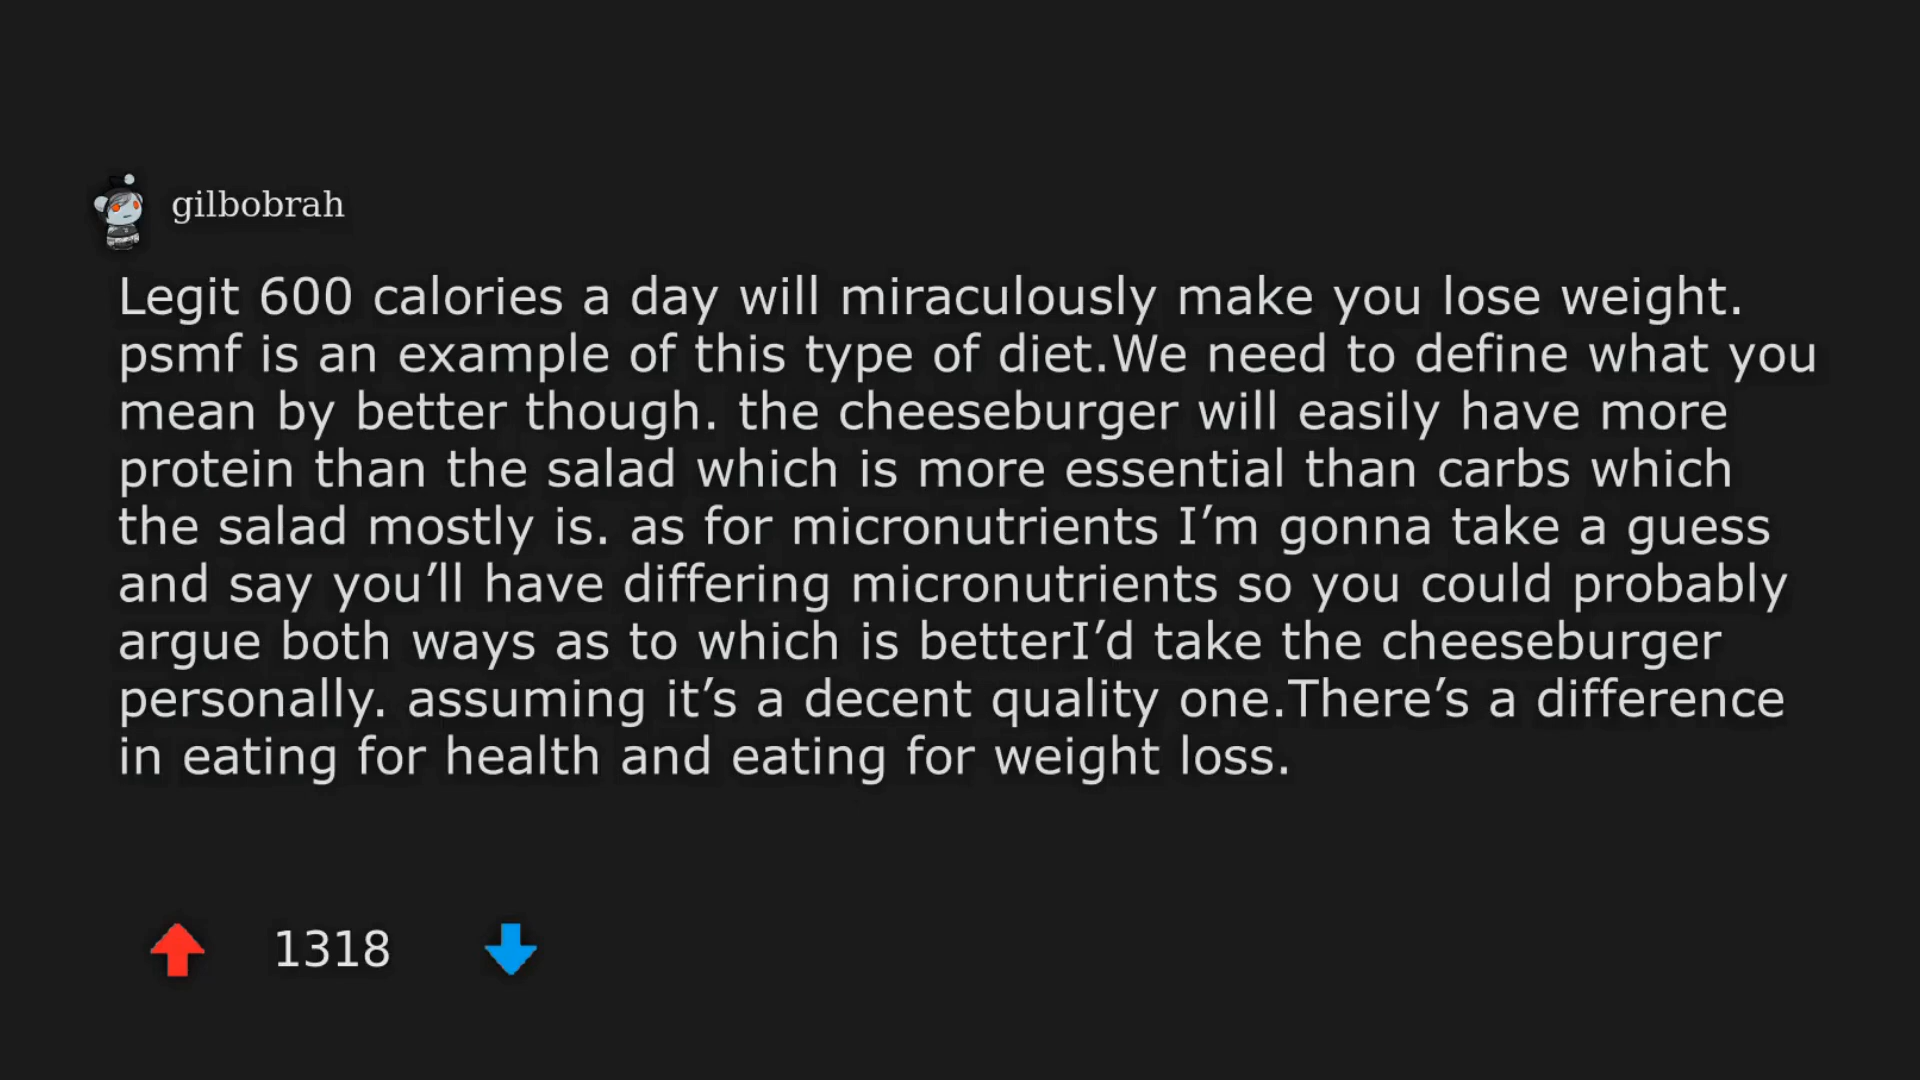 gilbobrah
Legit 600 calories a day will miraculously make you lose weight.
psmf is an example of this type of diet.We need to define what you
mean by better though. the cheeseburger will easily have more
protein than the salad which is more essential than carbs which
the salad mostly is. as for micronutrients I’m gonna take a guess
and say you’ll have differing micronutrients so you could probably
argue both ways as to which is betterI’d take the cheeseburger
personally. assuming it’s a decent quality one.There’s a difference
in eating for health and eating for weight loss.
1318